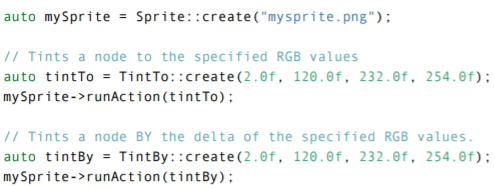 auto mySprite = Sprite::create("mysprite.png");
// Tints a node to the specified RGB values
auto tintTo = TintTo::create(2.0f, 120.0f, 232.0f, 254.0f);
mySprite->runAction(tintTo);
// Tints a node BY the delta of the specified RGB values.
auto tintBy = TintBy::create(2.0f, 120.0f, 232.0f, 254.0f);
mySprite->runAction(tintBy);